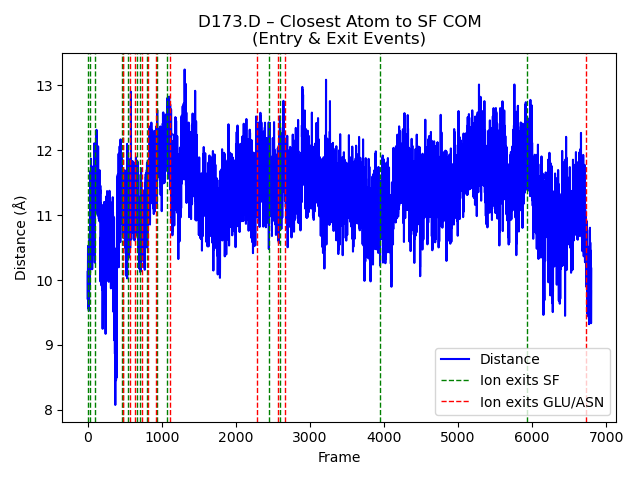 D173.D – Closest Atom to SF COM
(Entry & Exit Events)
Distance (Å)
13
12
11
10
9
8
0 1000 2000 3000 4000 5000 6000 7000
Frame
Distance
Ion exits SF
Ion exits GLU/ASN